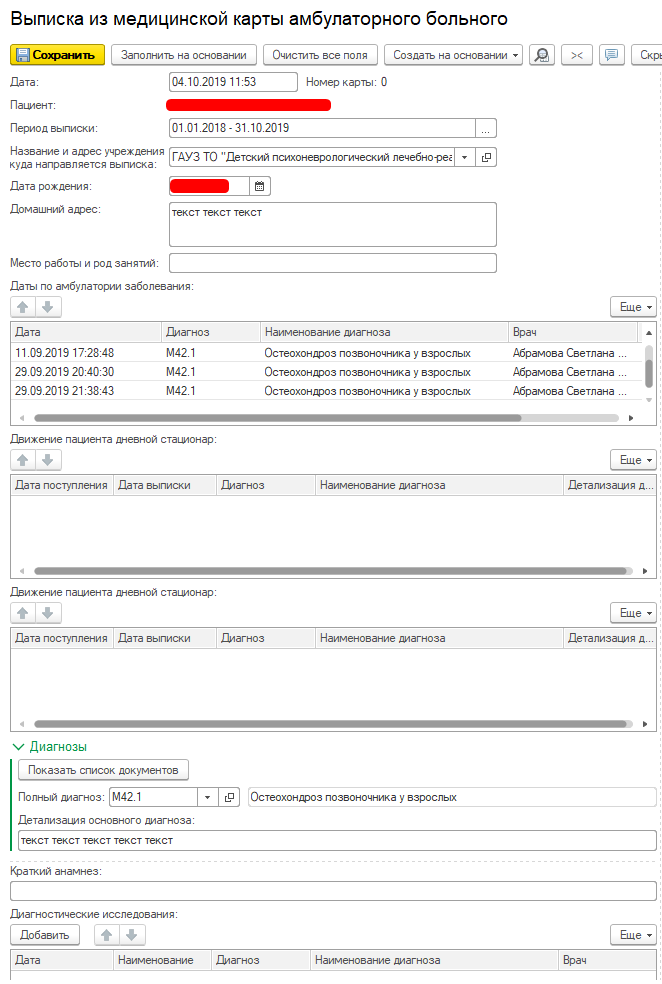 Выписка из медицинской карты амбулаторного больного
Сохранить Заполнить на основании Очистить все поля Создать на основании >< Скры
Дата: 04.10.2019 11:53 Номер карты: 0
Пациент:
Период выписки: 01.01.2018 - 31.10.2019 ...
Название и адрес учреждения
куда направляется выписка: ГАУЗ ТО "Детский психоневрологический лечебно-реа
Дата рождения:
Домашний адрес: текст текст текст
Место работы и род занятий:
Даты по амбулатории заболевания:
Еще
Дата Диагноз Наименование диагноза Врач
11.09.2019 17:28:48 M42.1 Остеохондроз позвоночника у взрослых Абрамова Светлана ...
29.09.2019 20:40:30 M42.1 Остеохондроз позвоночника у взрослых Абрамова Светлана ...
29.09.2019 21:38:43 M42.1 Остеохондроз позвоночника у взрослых Абрамова Светлана ...
Движение пациента дневной стационар:
Еще
Дата поступления Дата выписки Диагноз Наименование диагноза Детализация д...
Движение пациента дневной стационар:
Еще
Дата поступления Дата выписки Диагноз Наименование диагноза Детализация д...
Диагнозы
Показать список документов
Полный диагноз: M42.1 Остеохондроз позвоночника у взрослых
Детализация основного диагноза:
текст текст текст текст текст
Краткий анамнез:
Диагностические исследования:
Добавить Еще
Дата Наименование Диагноз Наименование диагноза Врач